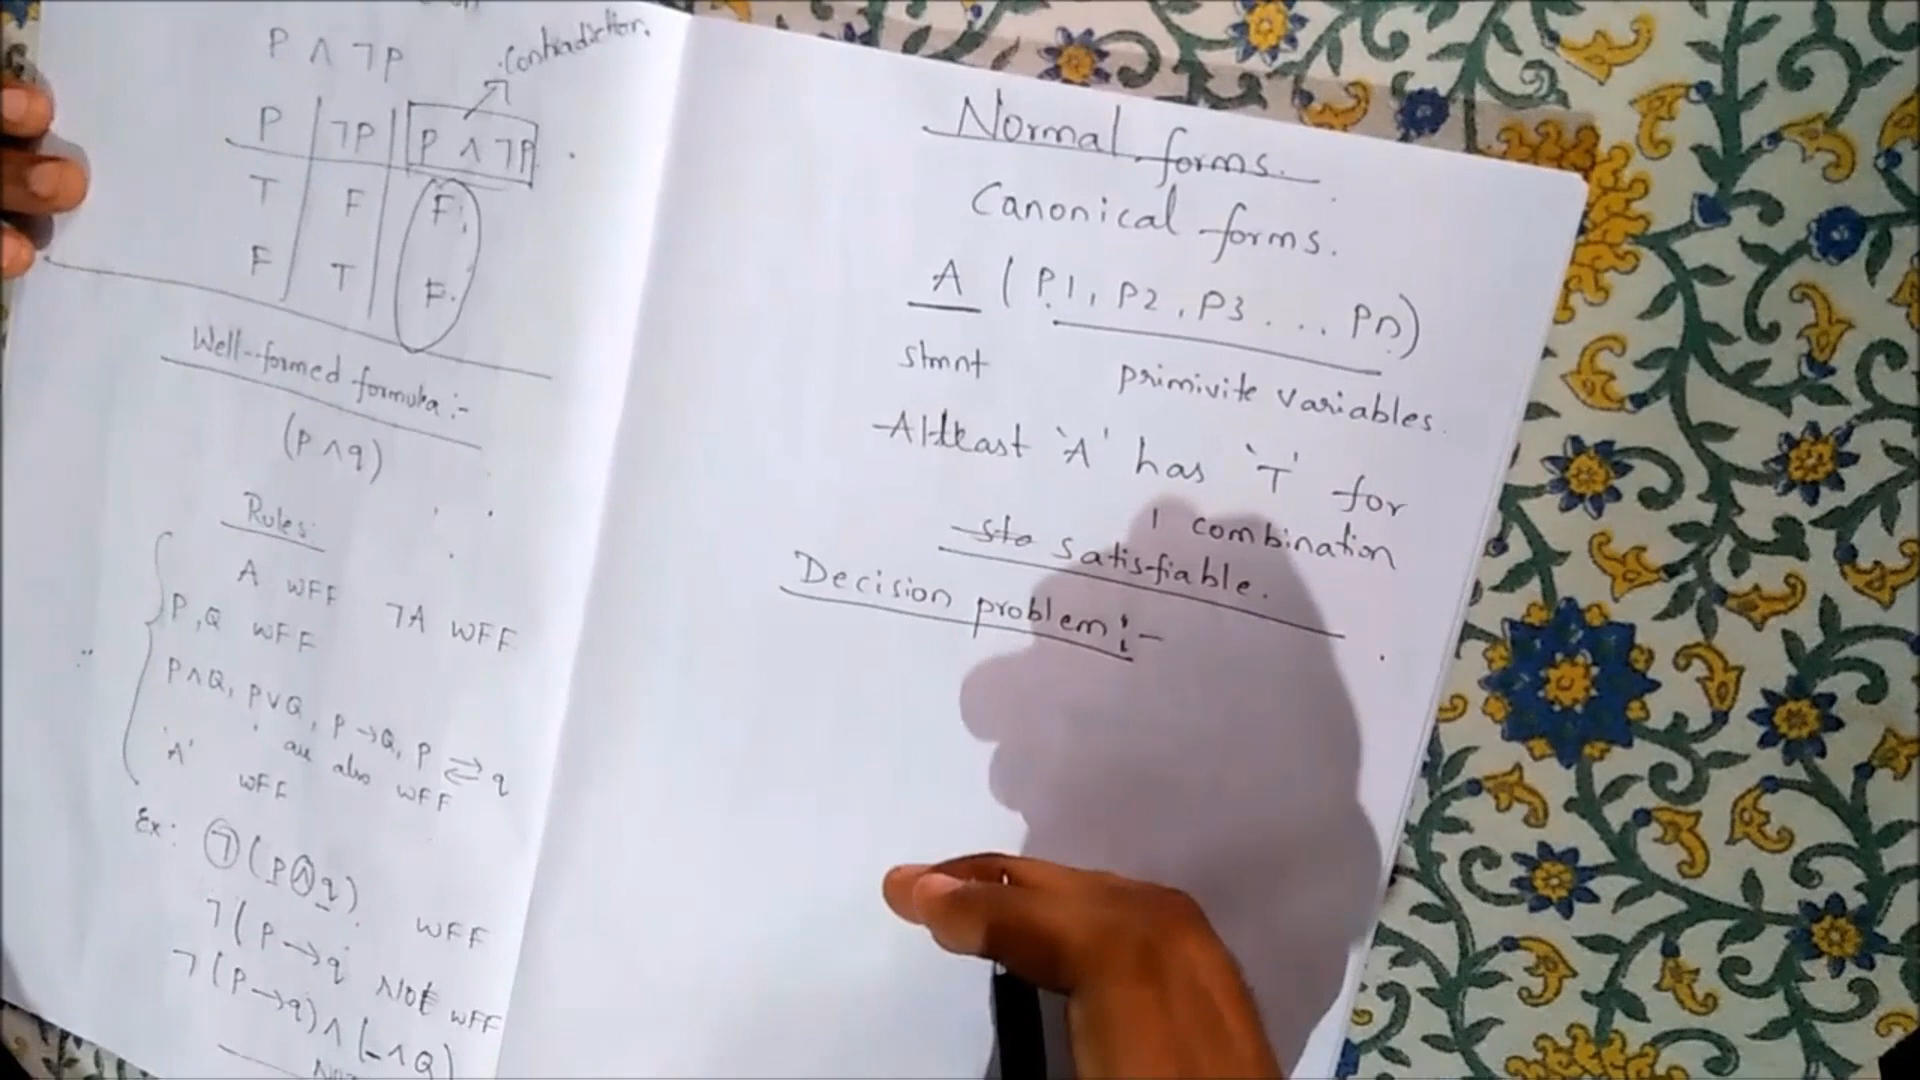 P ∧ ¬P
Contradiction.
P ¬P P ∧ ¬P
T F F
F T F
Well-formed formula :-
(P ∧ q)
Rules:
A WFF ¬A WFF
P, Q WFF
P∧Q, P∨Q, P → Q, P ⇄ q
are also WFF
'A' WFF
Ex: ¬(P ∧ q). WFF
¬(P → q NOt WFF
¬(P → q) ∧ (- ∧ Q)
Normal forms.
Canonical forms.
A (P1, P2, P3 ... Pn)
stmnt primivite variables.
Atleast 'A' has 'T' for
1 combination
satisfiable.
Decision problem :-